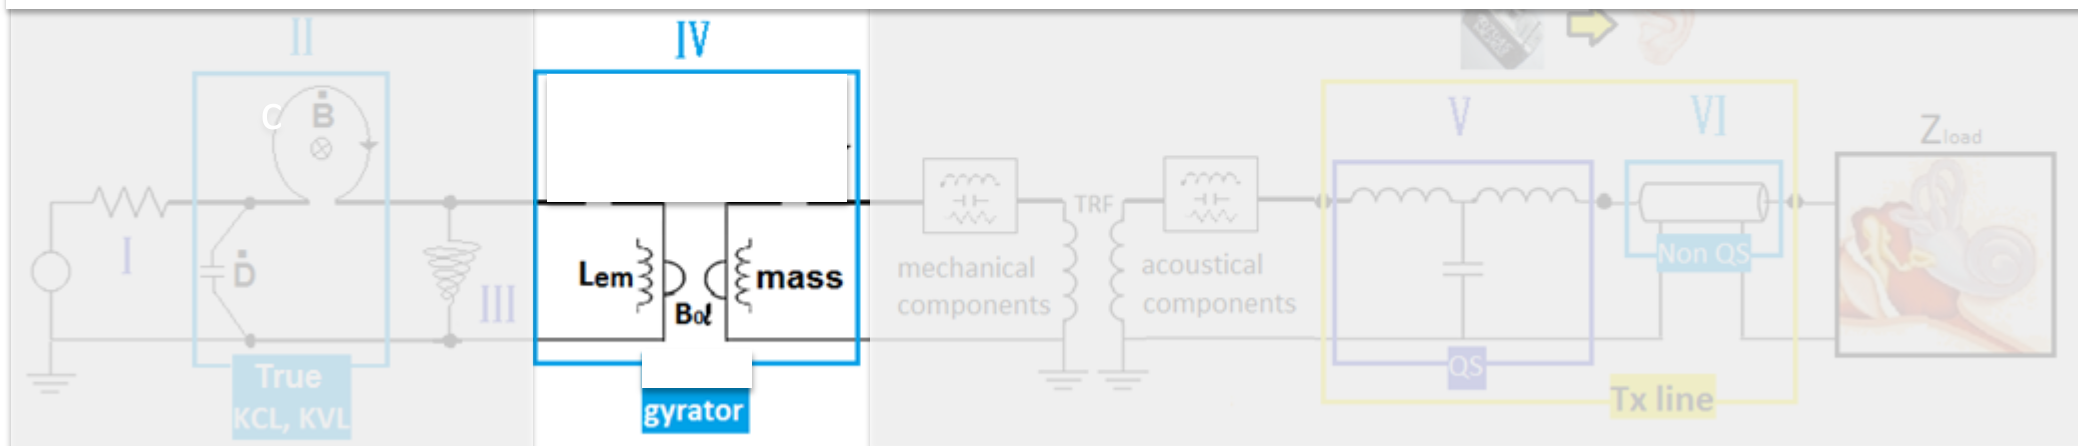 II
IV
C
Ḃ
V
VI
Zload
I
Ḋ
III
Lem
B₀ℓ
mass
mechanical
components
TRF
acoustical
components
Non QS
True
KCL, KVL
gyrator
QS
Tx line